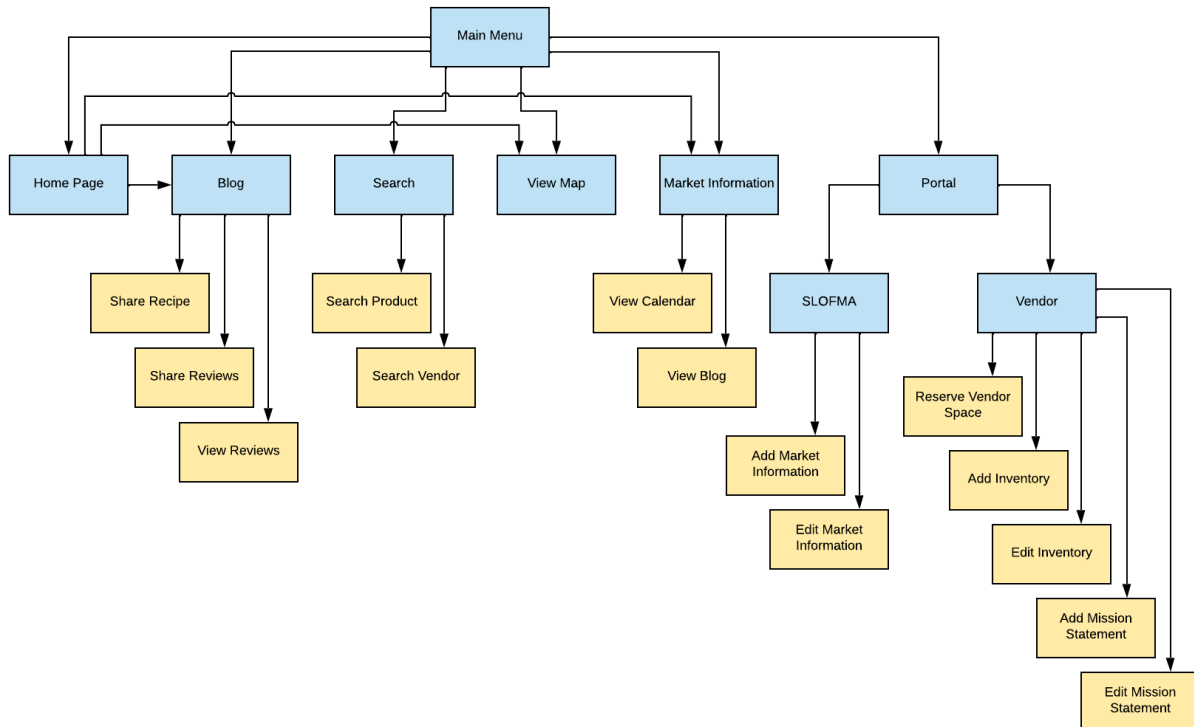 Main Menu
Home Page
Blog
Search
View Map
Market Information
Portal
Share Recipe
Search Product
View Calendar
SLOFMA
Vendor
Share Reviews
Search Vendor
View Blog
Reserve Vendor
Space
View Reviews
Add Market
Information
Add Inventory
Edit Market
Information
Edit Inventory
Add Mission
Statement
Edit Mission
Statement